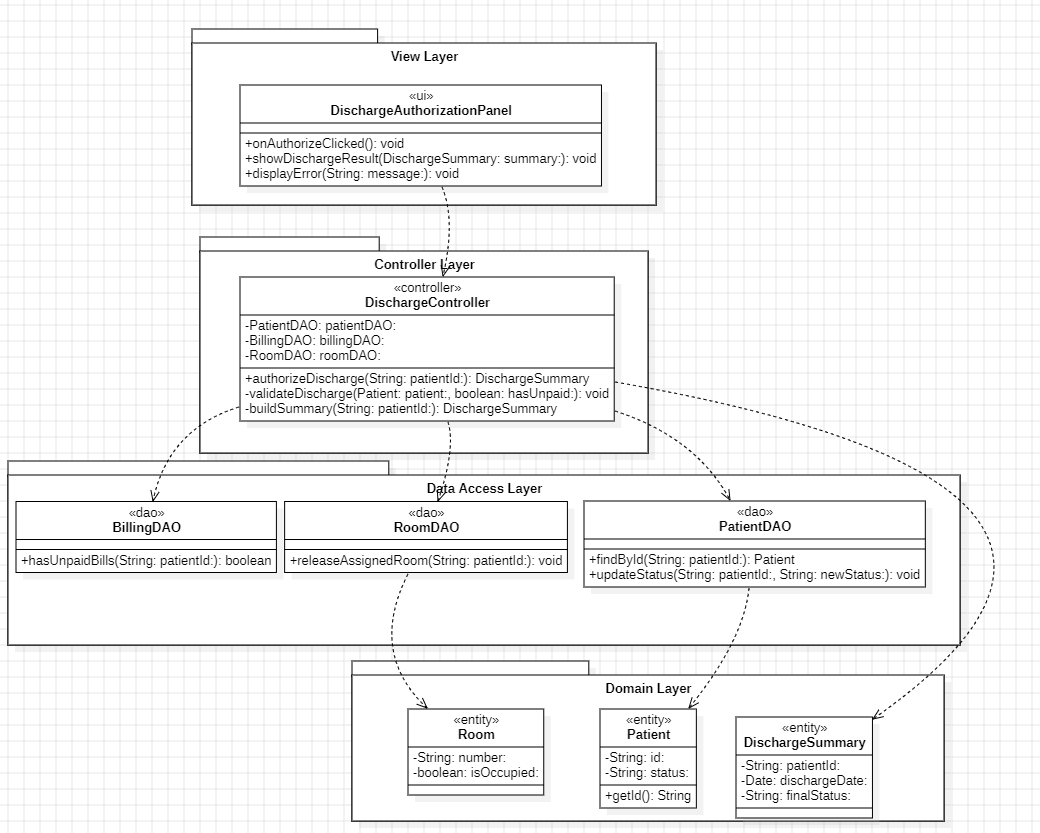 View Layer
«ui»
DischargeAuthorizationPanel
+onAuthorizeClicked(): void
+showDischargeResult(DischargeSummary: summary:): void
+displayError(String: message:): void
Controller Layer
«controller»
DischargeController
-PatientDAO: patientDAO:
-BillingDAO: billingDAO:
-RoomDAO: roomDAO:
+authorizeDischarge(String: patientId:): DischargeSummary
-validateDischarge(Patient: patient:, boolean: hasUnpaid:): void
-buildSummary(String: patientId:): DischargeSummary
Data Access Layer
«dao»
BillingDAO
+hasUnpaidBills(String: patientId:): boolean
«dao»
RoomDAO
+releaseAssignedRoom(String: patientId:): void
«dao»
PatientDAO
+findById(String: patientId:): Patient
+updateStatus(String: patientId:, String: newStatus:): void
Domain Layer
«entity»
Room
-String: number:
-boolean: isOccupied:
«entity»
Patient
-String: id:
-String: status:
+getId(): String
«entity»
DischargeSummary
-String: patientId:
-Date: dischargeDate:
-String: finalStatus: